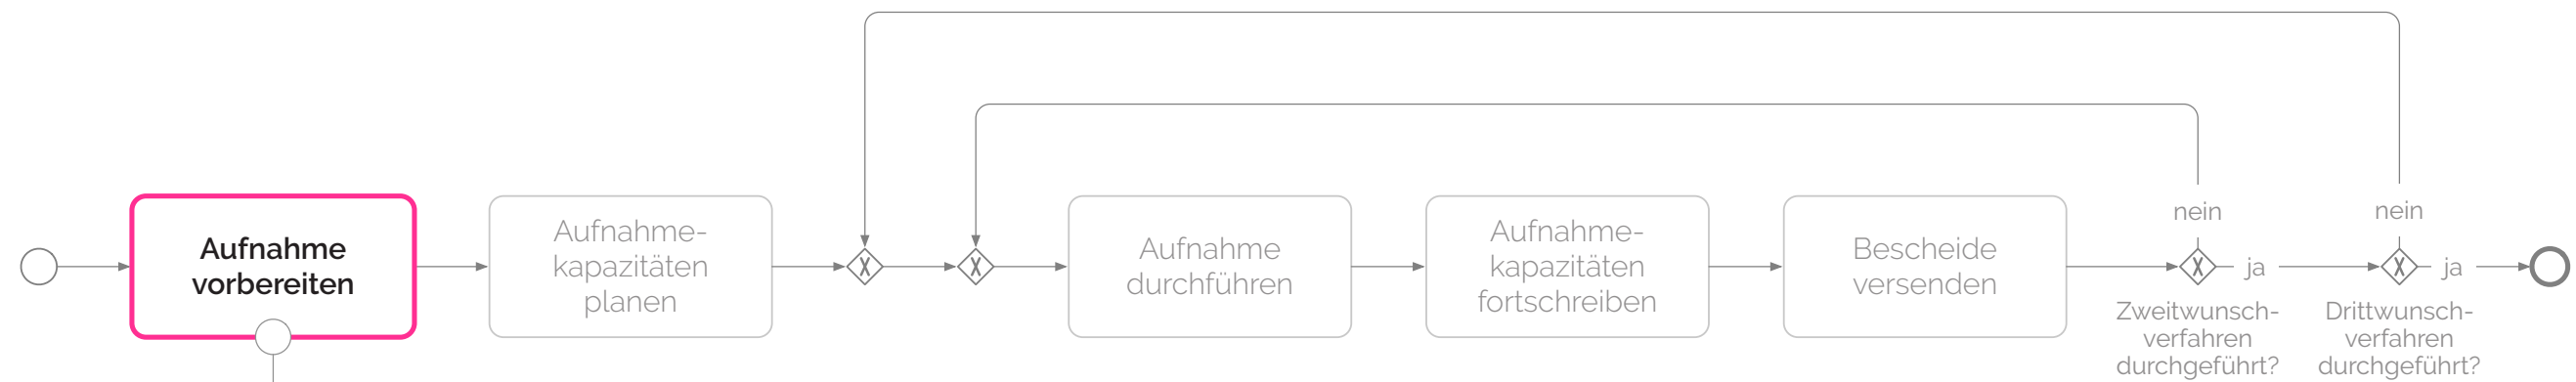 Aufnahme
vorbereiten
Aufnahme-
kapazitäten
planen
X
X
Aufnahme
durchführen
Aufnahme-
kapazitäten
fortschreiben
Bescheide
versenden
nein
X
ja
Zweitwunsch-
verfahren
durchgeführt?
nein
X
ja
Drittwunsch-
verfahren
durchgeführt?